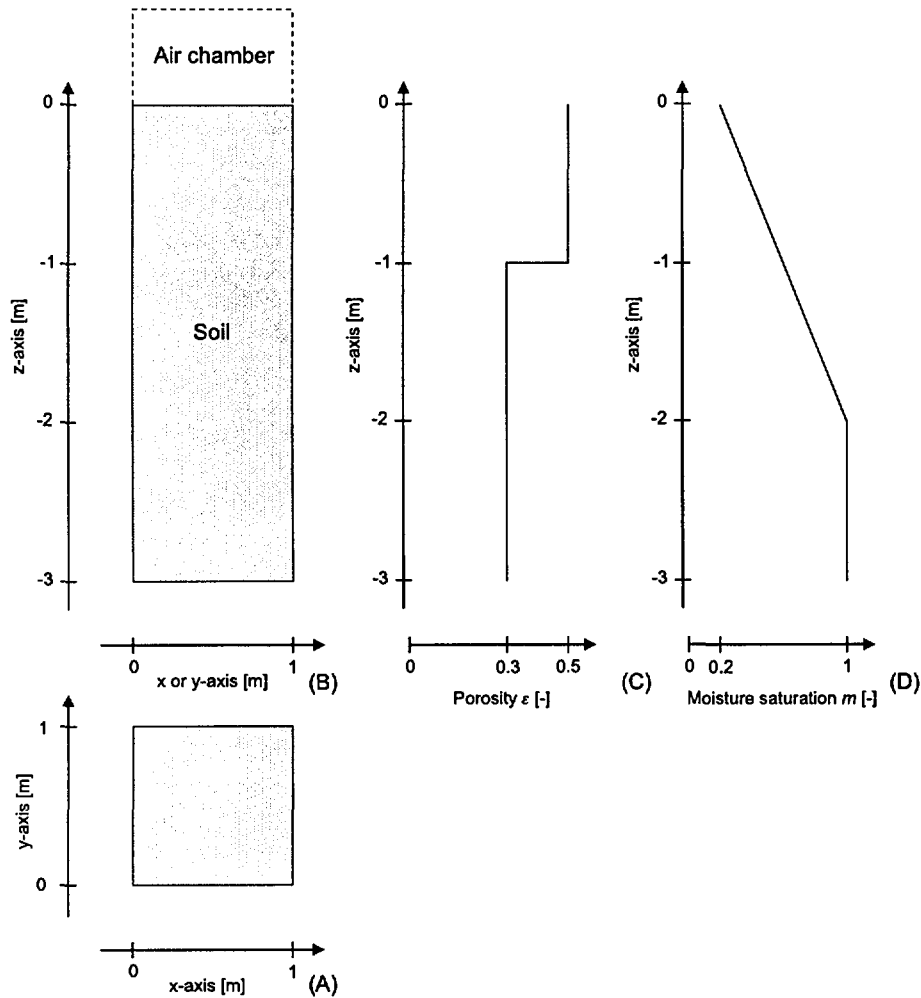 Air chamber
0
-1
-2
-3
z-axis [m]
Soil
0 1
x or y-axis [m]
(B)
0
-1
-2
-3
z-axis [m]
0 0.3 0.5
Porosity ε [-]
(C)
0
-1
-2
-3
z-axis [m]
0 0.2 1
Moisture saturation m [-]
(D)
1
0
y-axis [m]
0 1
x-axis [m]
(A)